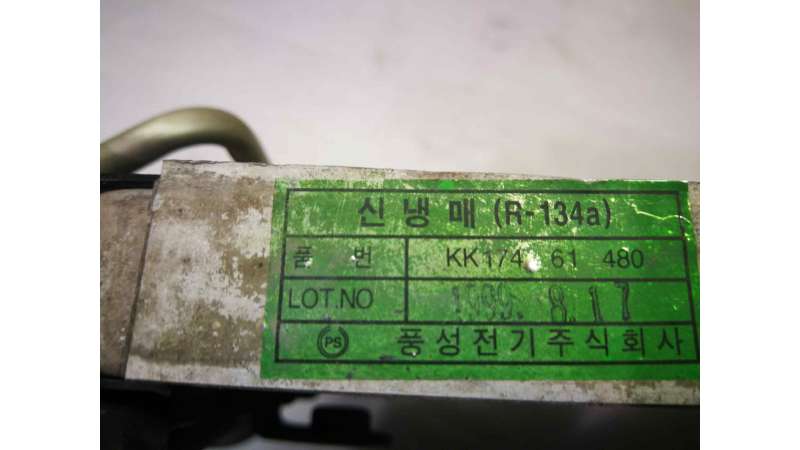 신냉매 (R-134a)
품 번 KK174 61 480
LOT.NO 1999. 8.17
PS 풍성전기주식회사